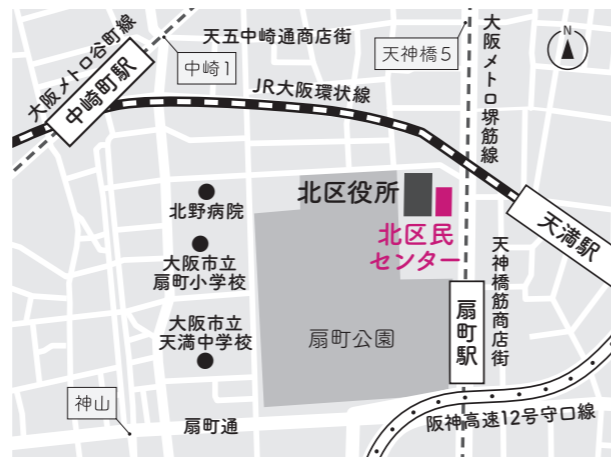 大阪メトロ谷町線
中崎町駅
中崎1
天五中崎通商店街
天神橋5
大阪メトロ堺筋線
N
JR大阪環状線
北野病院
北区役所
北区民
センター
天満駅
大阪市立
扇町小学校
天神橋筋商店街
大阪市立
天満中学校
扇町公園
扇町駅
神山
扇町通
阪神高速12号守口線